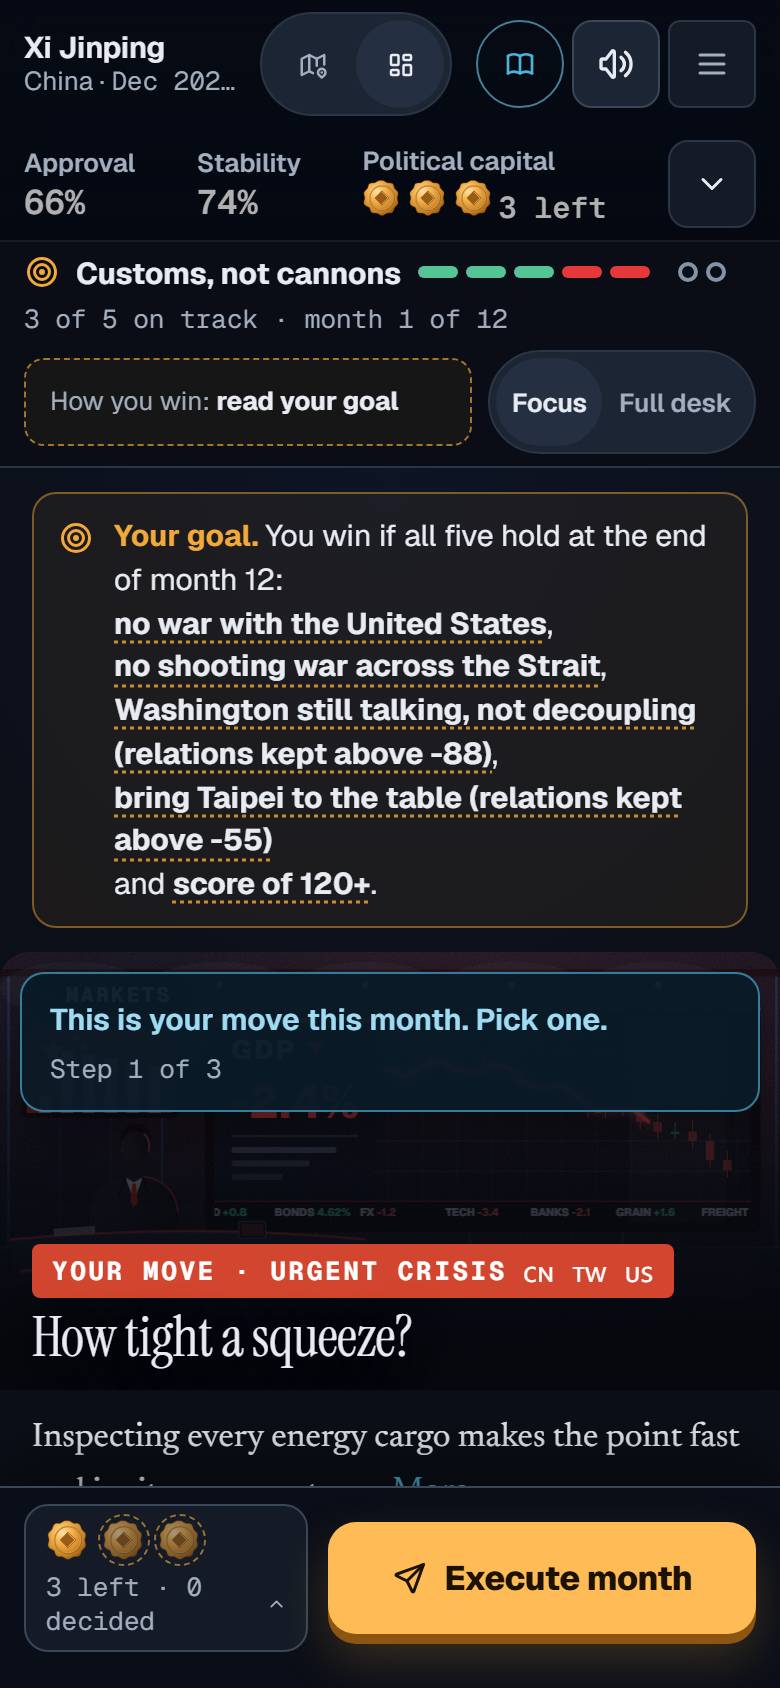 Xi Jinping
China · Dec 202…
Approval
66%
Stability
74%
Political capital
3 left
Customs, not cannons
3 of 5 on track · month 1 of 12
How you win: read your goal
Focus
Full desk
Your goal. You win if all five hold at the end
of month 12:
no war with the United States,
no shooting war across the Strait,
Washington still talking, not decoupling
(relations kept above -88),
bring Taipei to the table (relations kept
above -55)
and score of 120+.
MARKETS
This is your move this month. Pick one.
GDP
Step 1 of 3
-2.4%
+0.8 BONDS 4.62% FX -1.2 TECH -3.4 BANKS -2.1 GRAIN +1.6 FREIGHT
YOUR MOVE · URGENT CRISIS CN TW US
How tight a squeeze?
Inspecting every energy cargo makes the point fast
More
3 left · 0
decided
Execute month